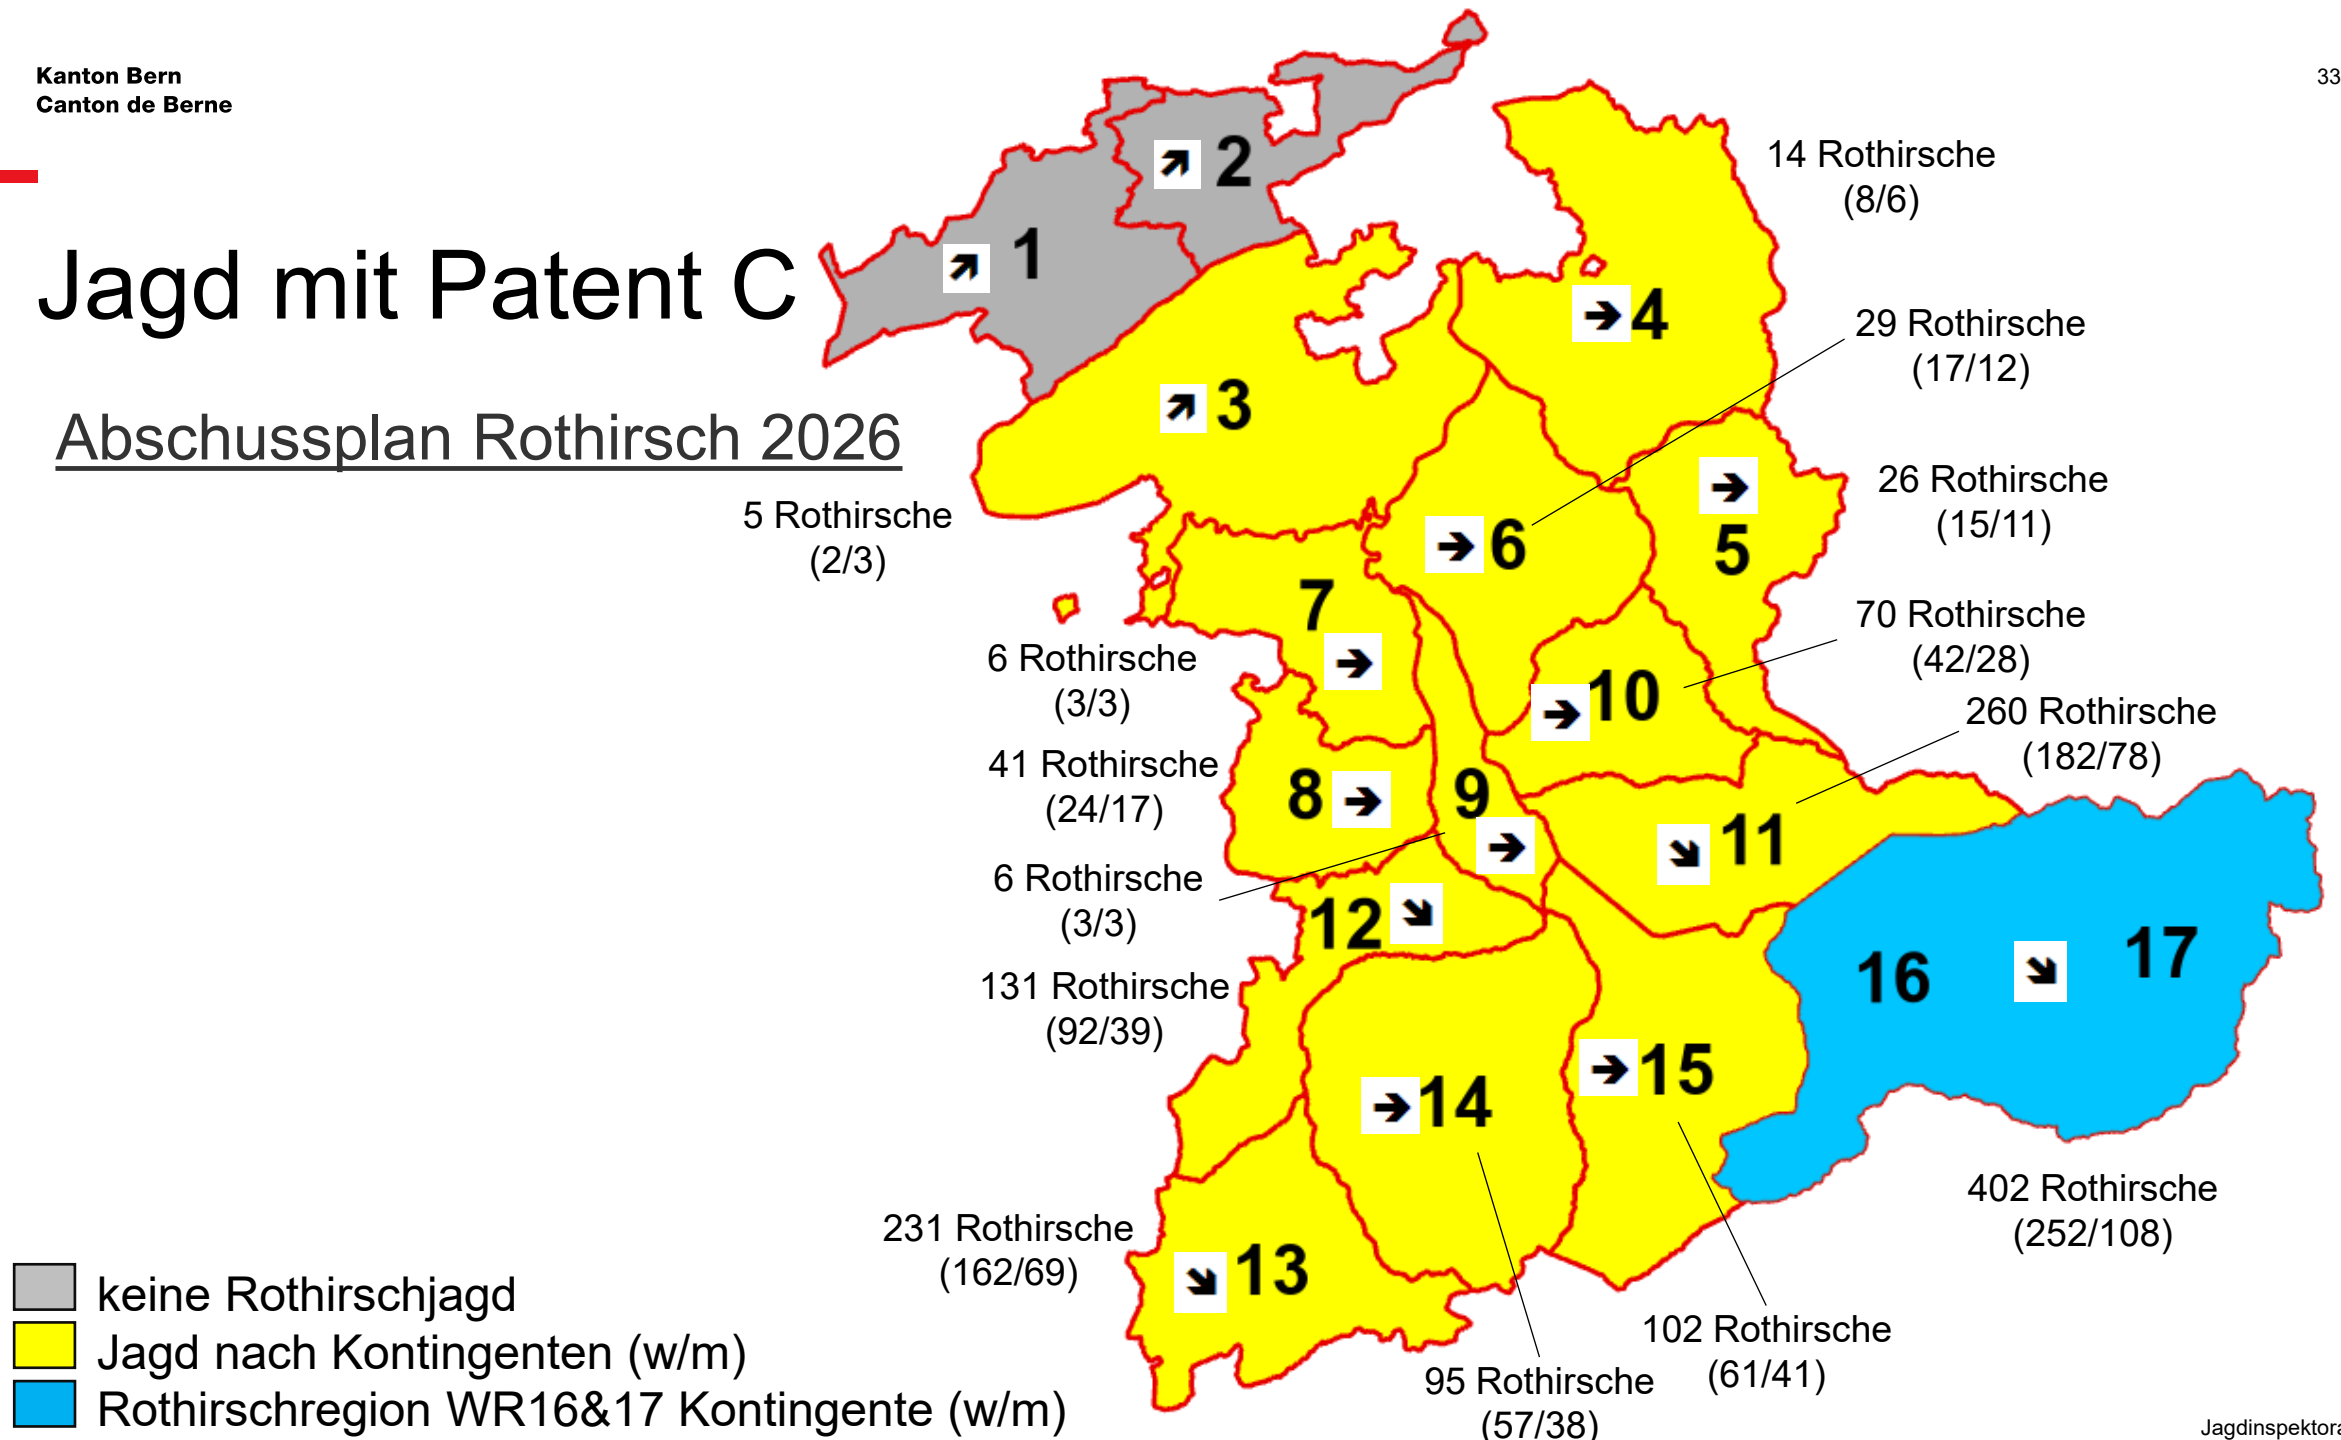 Kanton Bern
Canton de Berne
33
Jagd mit Patent C
Abschussplan Rothirsch 2026
1
2
3
4
5
6
7
8
9
10
11
12
13
14
15
16
17
14 Rothirsche
(8/6)
29 Rothirsche
(17/12)
26 Rothirsche
(15/11)
70 Rothirsche
(42/28)
260 Rothirsche
(182/78)
402 Rothirsche
(252/108)
102 Rothirsche
(61/41)
95 Rothirsche
(57/38)
5 Rothirsche
(2/3)
6 Rothirsche
(3/3)
41 Rothirsche
(24/17)
6 Rothirsche
(3/3)
131 Rothirsche
(92/39)
231 Rothirsche
(162/69)
keine Rothirschjagd
Jagd nach Kontingenten (w/m)
Rothirschregion WR16&17 Kontingente (w/m)
Jagdinspektora